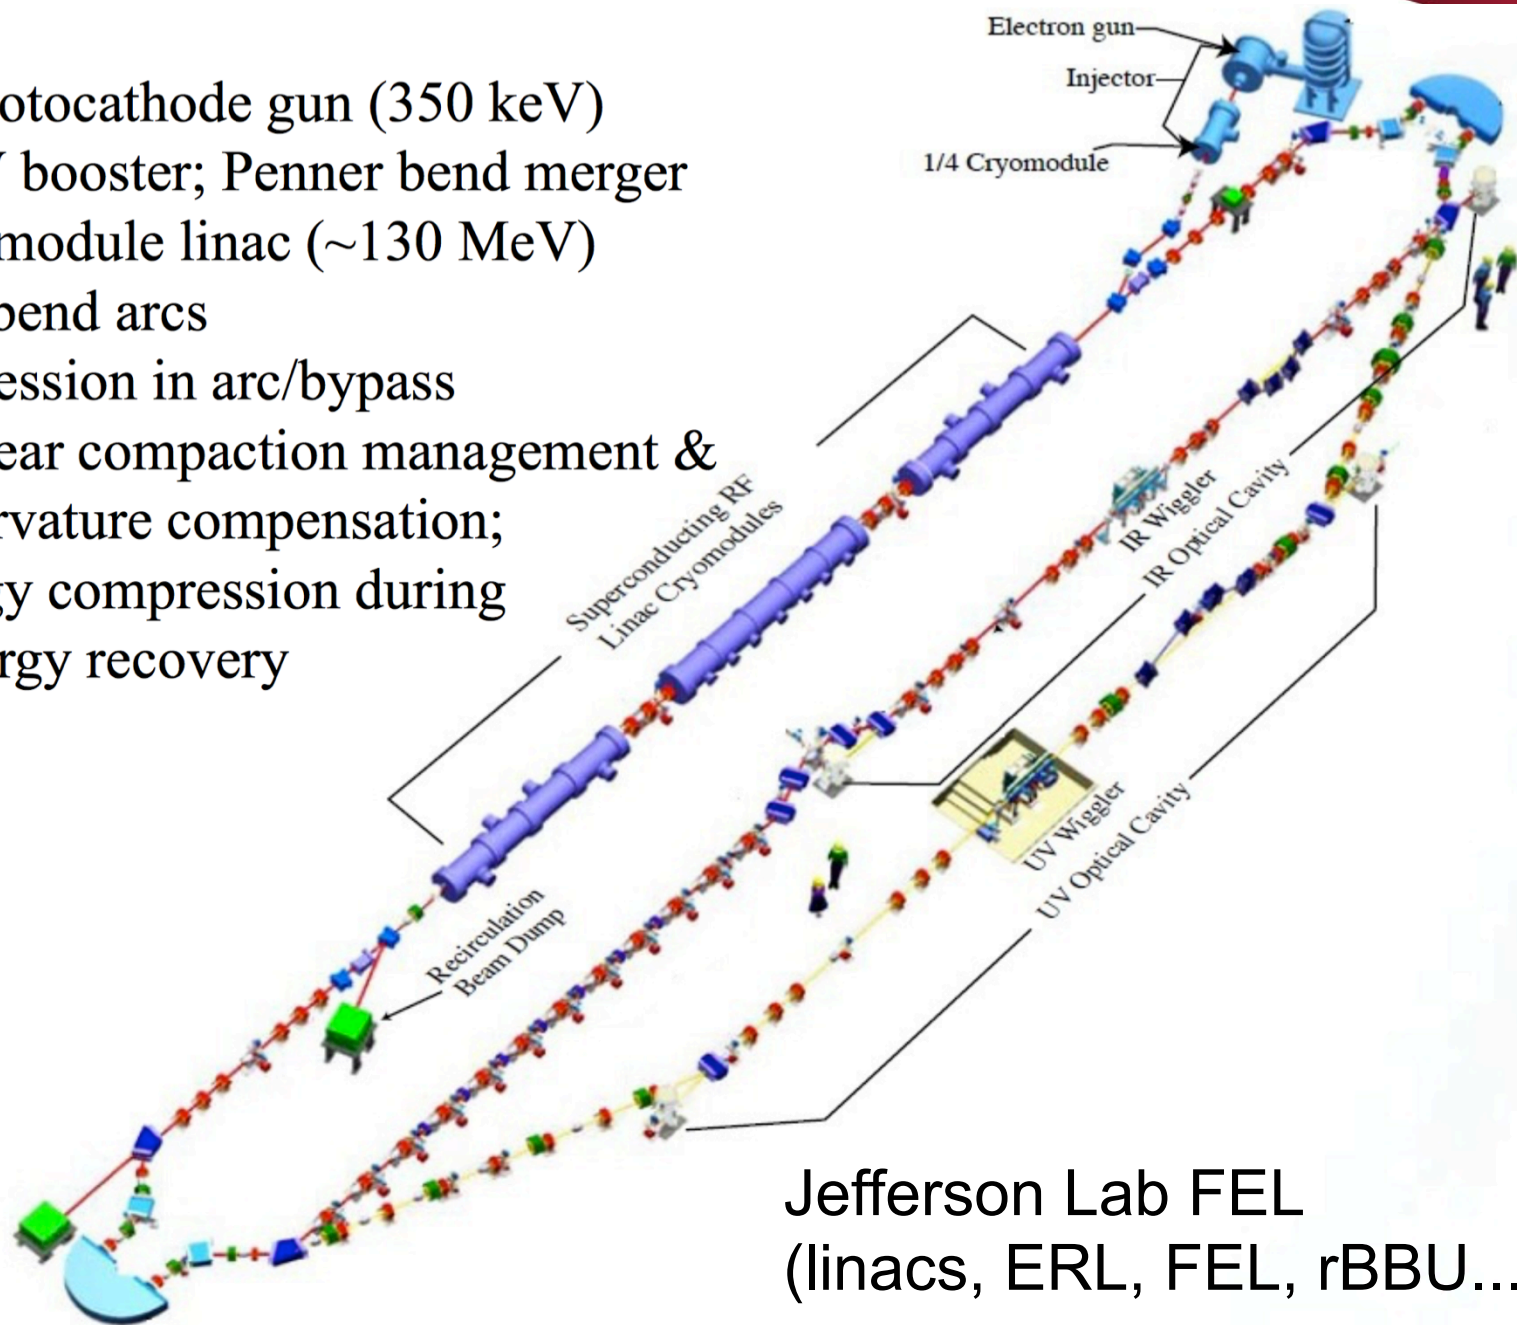 otocathode gun (350 keV)
booster; Penner bend merger
module linac (~130 MeV)
bend arcs
ession in arc/bypass
ear compaction management &
rvature compensation;
gy compression during
rgy recovery
Electron gun
Injector
1/4 Cryomodule
Superconducting RF
Linac Cryomodules
IR Wiggler
IR Optical Cavity
UV Wiggler
UV Optical Cavity
Recirculation
Beam Dump
Jefferson Lab FEL
(linacs, ERL, FEL, rBBU...